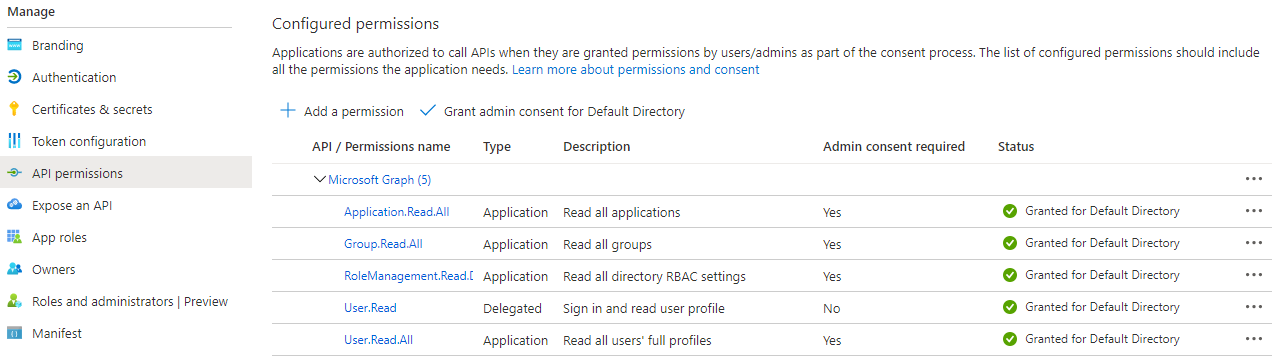 Manage
Branding
Authentication
Certificates & secrets
Token configuration
API permissions
Expose an API
App roles
Owners
Roles and administrators | Preview
Manifest
Configured permissions
Applications are authorized to call APIs when they are granted permissions by users/admins as part of the consent process. The list of configured permissions should include
all the permissions the application needs. Learn more about permissions and consent
Add a permission Grant admin consent for Default Directory
API / Permissions name Type Description Admin consent required Status
Microsoft Graph (5)
Application.Read.All Application Read all applications Yes Granted for Default Directory
Group.Read.All Application Read all groups Yes Granted for Default Directory
RoleManagement.Read.D Application Read all directory RBAC settings Yes Granted for Default Directory
User.Read Delegated Sign in and read user profile No Granted for Default Directory
User.Read.All Application Read all users' full profiles Yes Granted for Default Directory